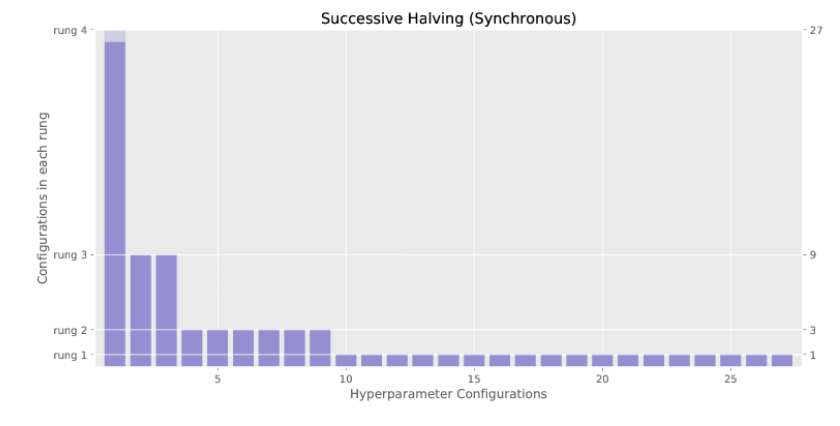 Successive Halving (Synchronous)
rung 4
27
Configurations in each rung
rung 3
9
rung 2
3
rung 1
1
5
10
15
20
25
Hyperparameter Configurations